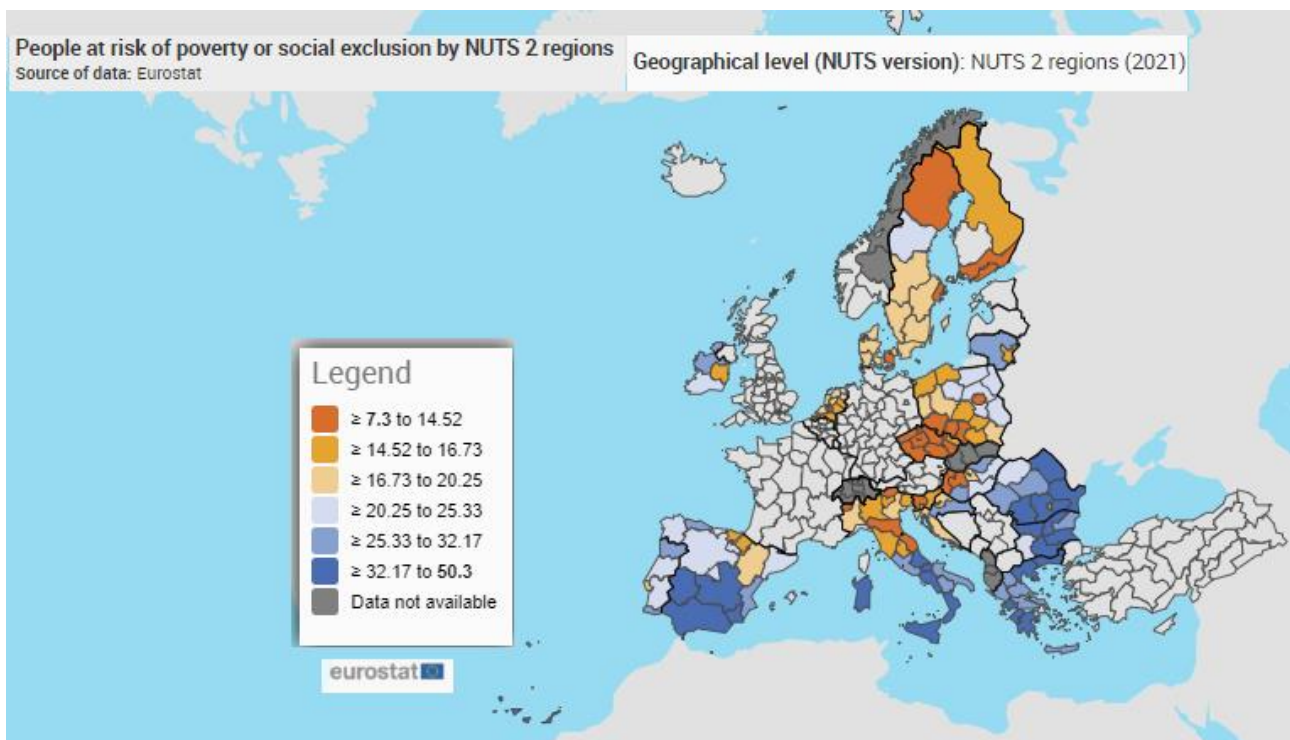 People at risk of poverty or social exclusion by NUTS 2 regions
Source of data: Eurostat
Geographical level (NUTS version): NUTS 2 regions (2021)
Legend
≥ 7.3 to 14.52
≥ 14.52 to 16.73
≥ 16.73 to 20.25
≥ 20.25 to 25.33
≥ 25.33 to 32.17
≥ 32.17 to 50.3
Data not available
eurostat